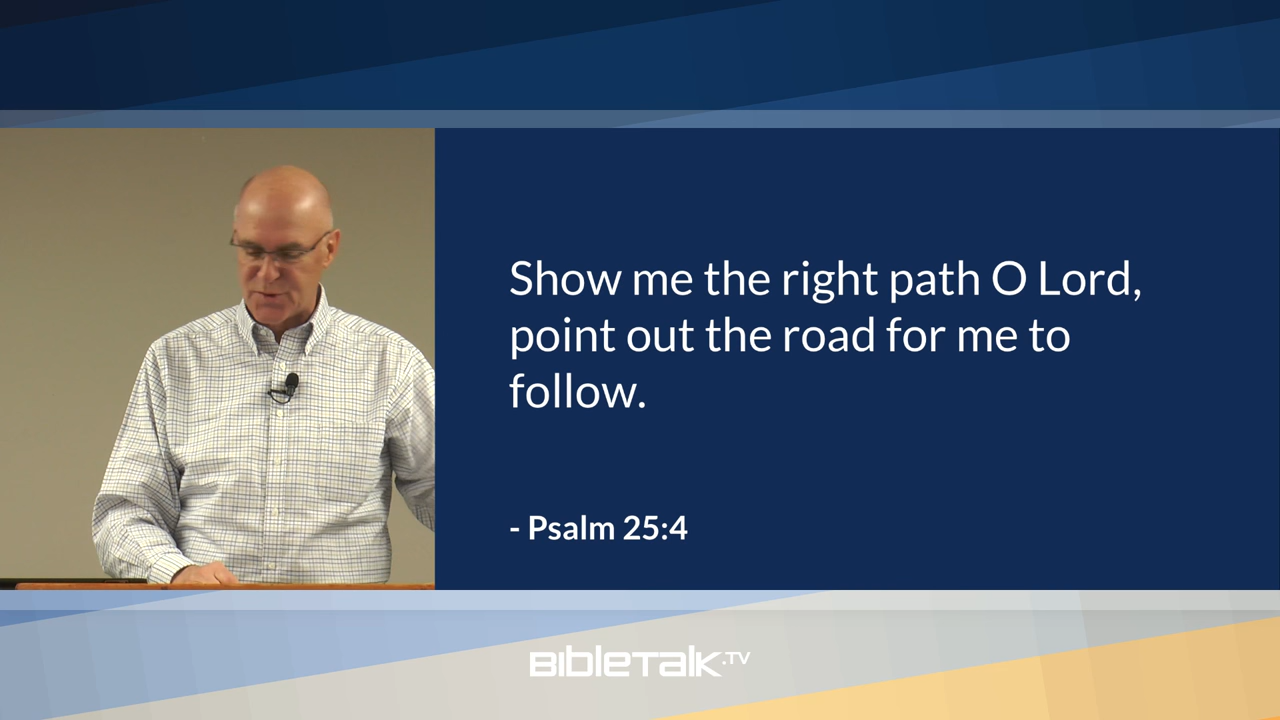 Show me the right path O Lord,
point out the road for me to
follow.
- Psalm 25:4
BibleTalk.TV